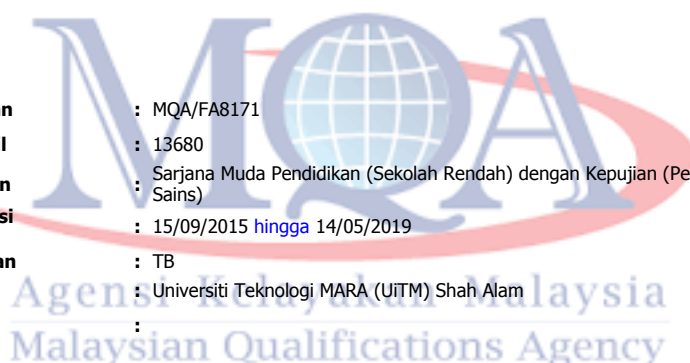 MQA
an : MQA/FA8171
l : 13680
n : Sarjana Muda Pendidikan (Sekolah Rendah) dengan Kepujian (Pe
Sains)
si : 15/09/2015 hingga 14/05/2019
an : TB
: Universiti Teknologi MARA (UiTM) Shah Alam
:
Agensi Kelayakan Malaysia
Malaysian Qualifications Agency